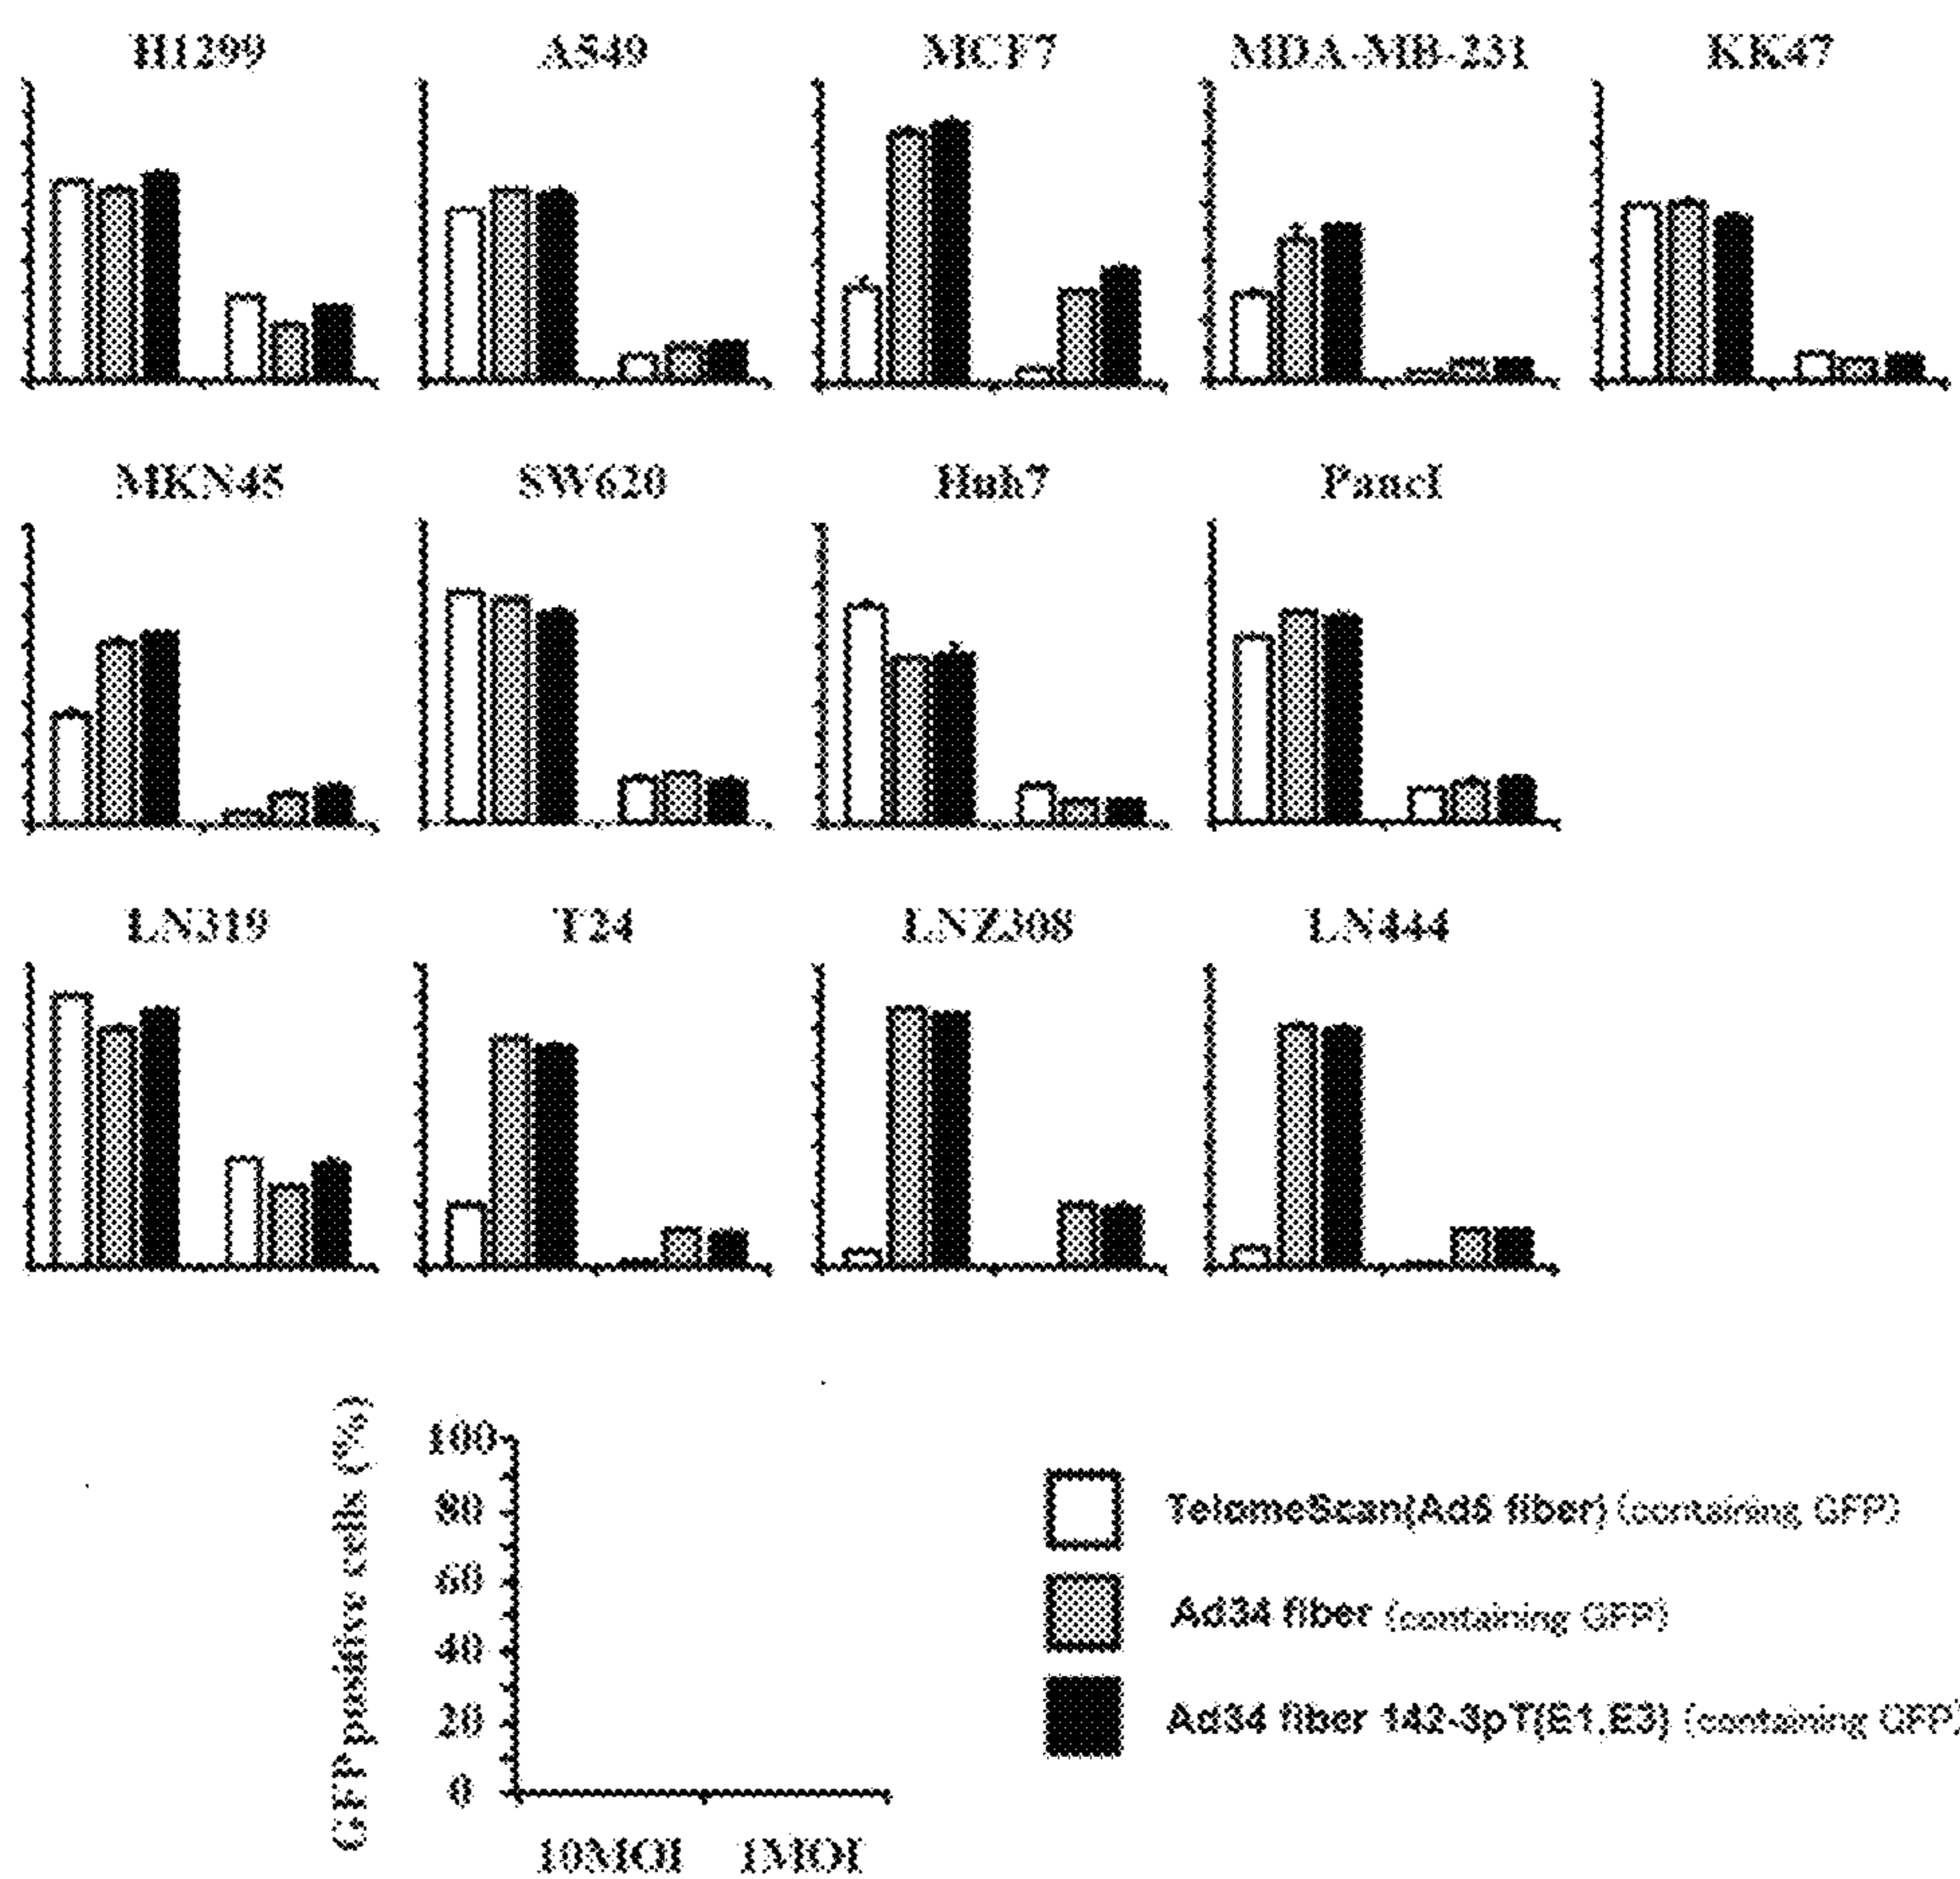 H1299
A549
MCF7
MDA-MB-231
KK47
MKN45
SW620
Huh7
PancI
LN319
T24
LNZ308
LN444
GFP positive cells (%)
100
80
60
40
20
0
10MOI 1MOI
TelomeScan(Ad5 fiber) (containing GFP)
Ad34 fiber (containing GFP)
Ad34 fiber 142-3pT(E1,E3) (containing GFP)